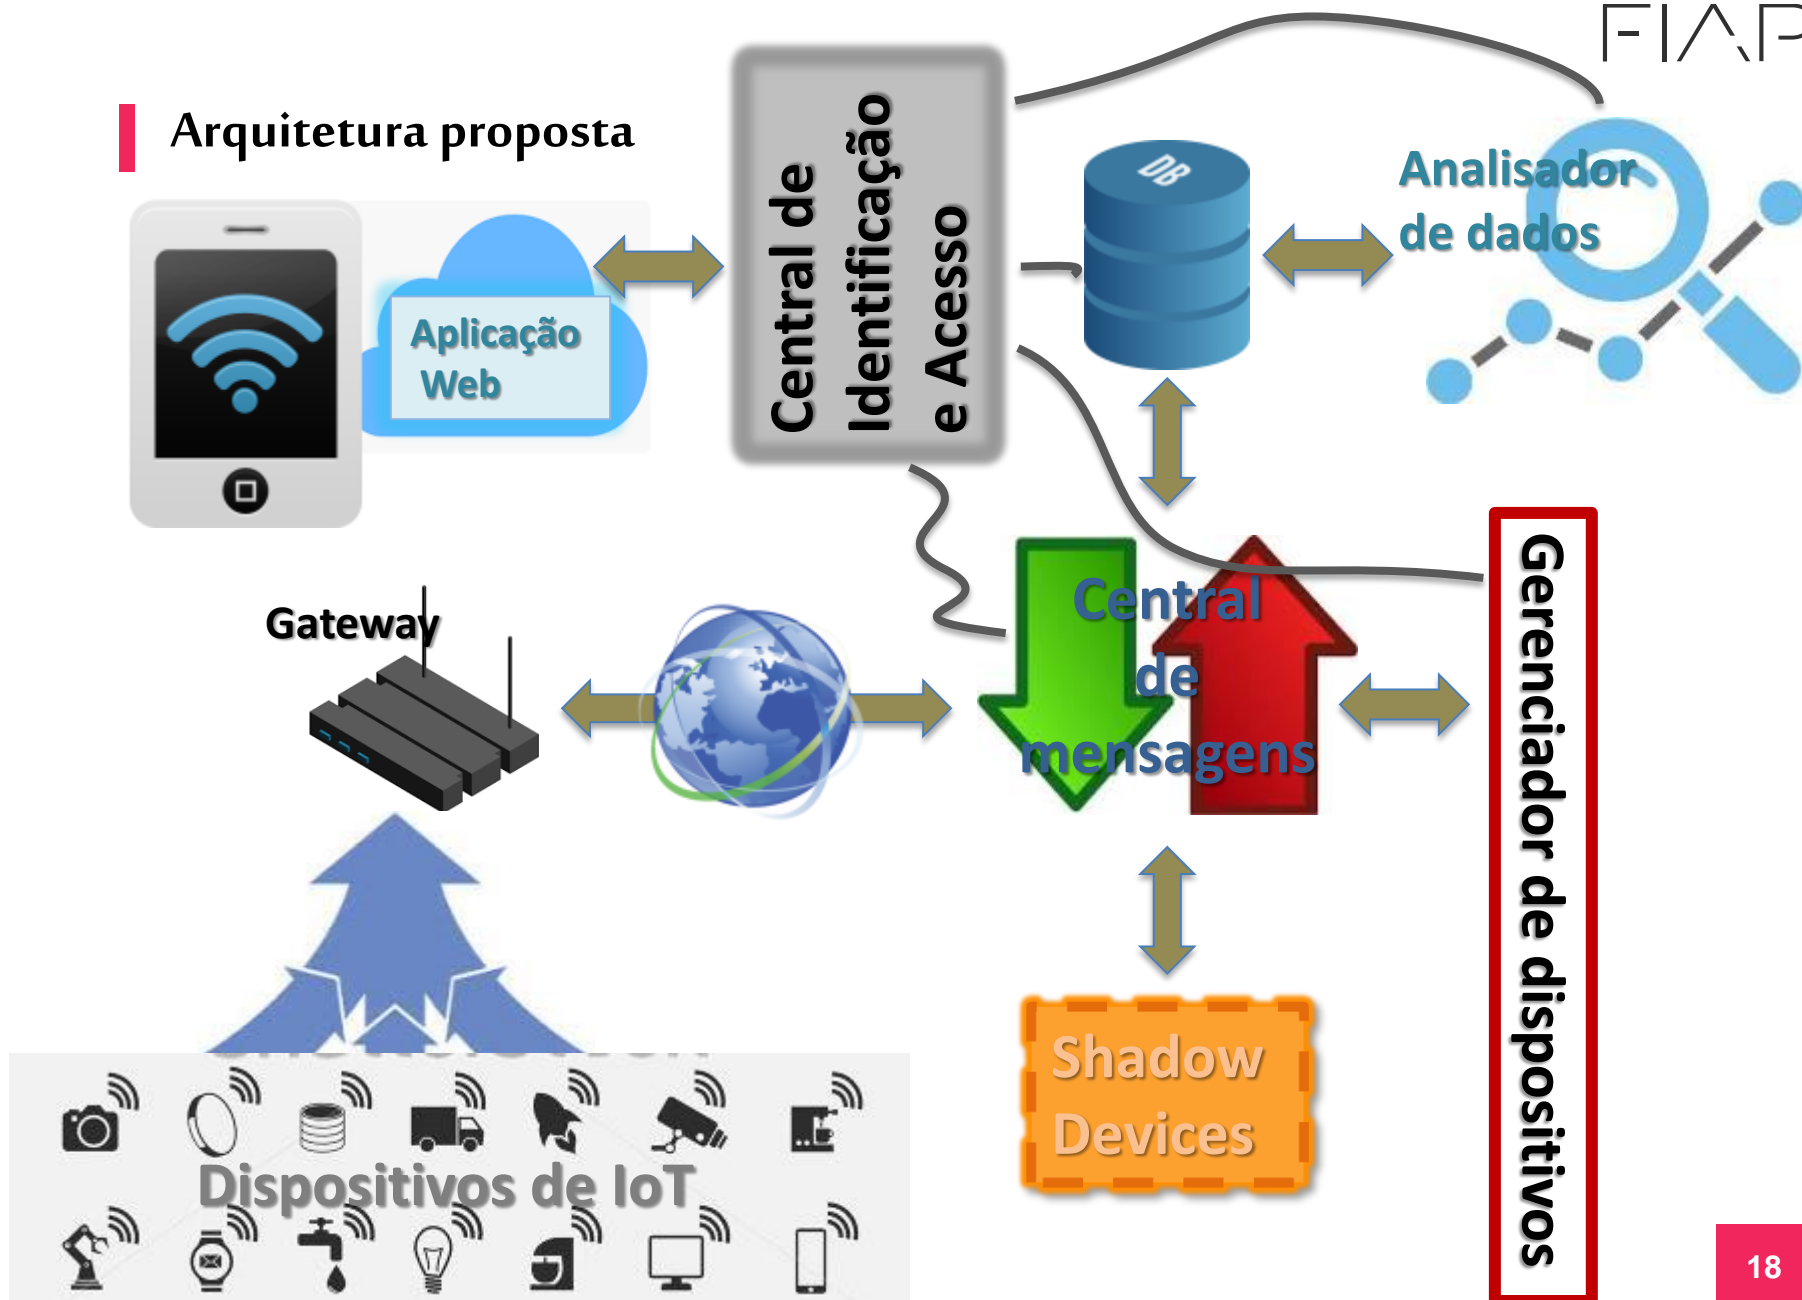 FIAP
Arquitetura proposta
Central de
Identificação
e Acesso
DB
Analisador
de dados
Aplicação
Web
Gateway
Central
de
mensagens
Gerenciador de dispositivos
Shadow
Devices
Dispositivos de IoT
18